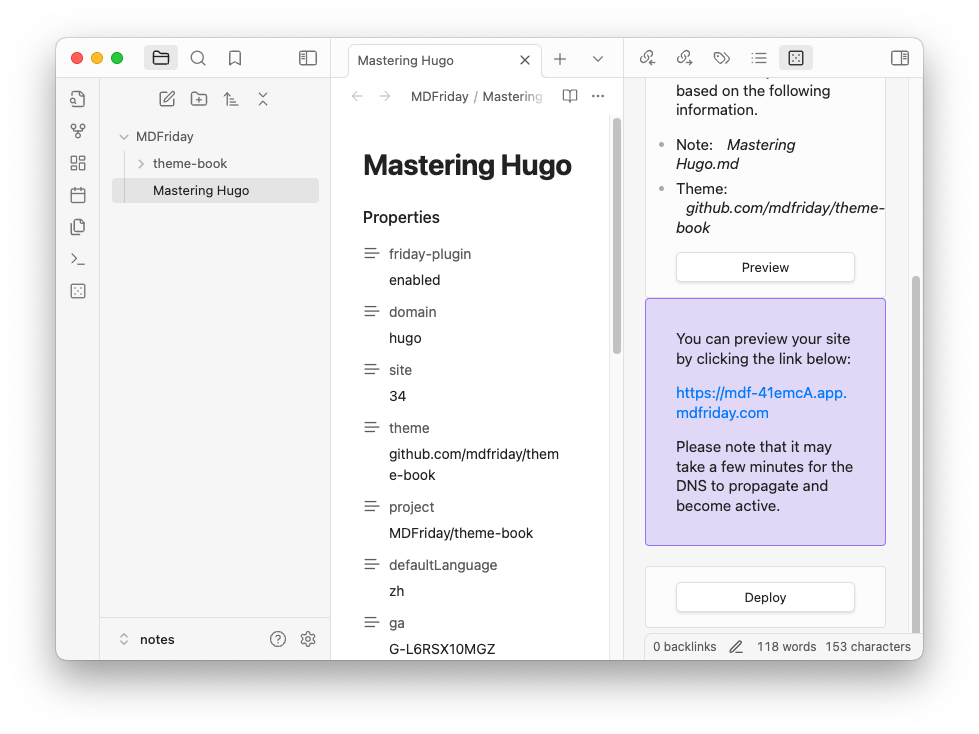 Mastering Hugo
MDFriday / Mastering
MDFriday
theme-book
Mastering Hugo
notes
Mastering Hugo
Properties
friday-plugin
enabled
domain
hugo
site
34
theme
github.com/mdfriday/them
e-book
project
MDFriday/theme-book
defaultLanguage
zh
ga
G-L6RSX10MGZ
based on the following
information.
Note: Mastering
Hugo.md
Theme:
github.com/mdfriday/theme-
book
Preview
You can preview your site
by clicking the link below:
https://mdf-41emcA.app.
mdfriday.com
Please note that it may
take a few minutes for the
DNS to propagate and
become active.
Deploy
0 backlinks 118 words 153 characters